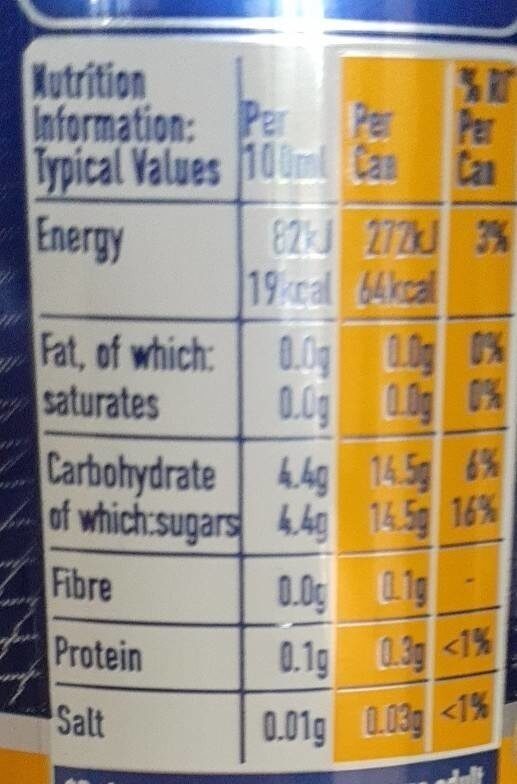 Nutrition
Information:
Typical Values
Per
100ml
Per
Can
% RI*
Per
Can
Energy 82kJ 272kJ 3%
19kcal 64kcal
Fat, of which: 0.0g 0.0g 0%
saturates 0.0g 0.0g 0%
Carbohydrate 4.4g 14.5g 6%
of which:sugars 4.4g 14.5g 16%
Fibre 0.0g 0.1g -
Protein 0.1g 0.3g <1%
Salt 0.01g 0.03g <1%